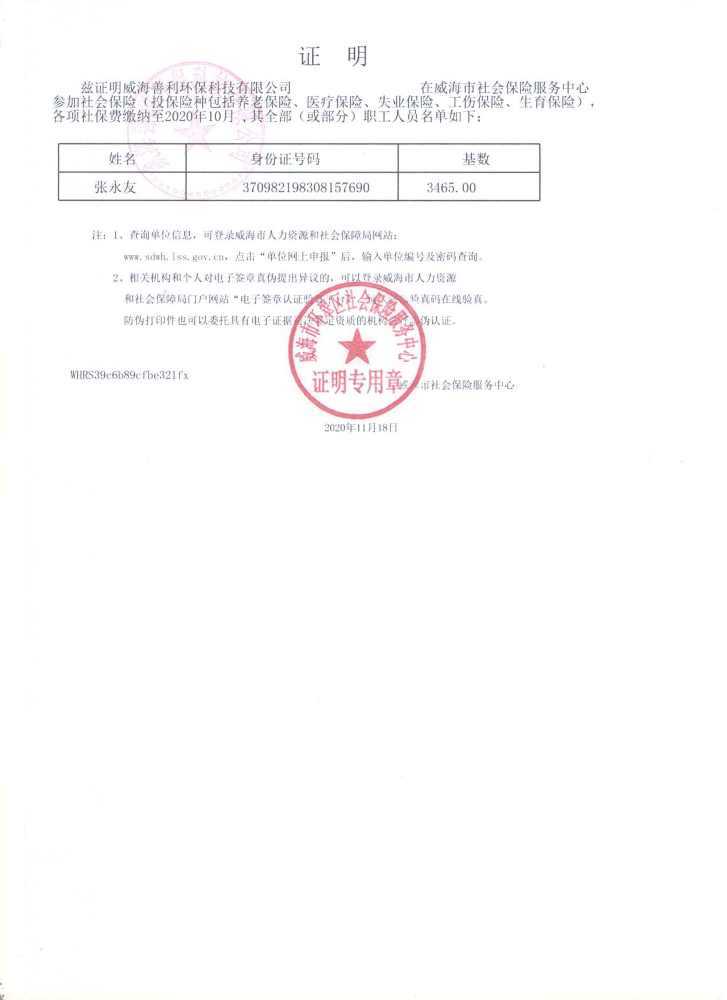 证 明
兹证明威海善利环保科技有限公司 在威海市社会保险服务中心
参加社会保险（投保险种包括养老保险、医疗保险、失业保险、工伤保险、生育保险），
各项社保费缴纳至2020年10月 ,其全部（或部分）职工人员名单如下：
姓名 身份证号码 基数
张永友 370982198308157690 3465.00
注：1、查询单位信息，可登录威海市人力资源和社会保障局网站：
www.sdwh.lss.gov.cn，点击“单位网上申报”后，输入单位编号及密码查询。
2、相关机构和个人对电子签章真伪提出异议的，可以登录威海市人力资源
和社会保障局门户网站“电子签章认证验 平台 验真码在线验真。
防伪打印件也可以委托具有电子证据 定资质的机构 伪认证。
威海市环翠区社会保险服务中心
证明专用章
WHRS39c6b89cfbe321fx
威海市社会保险服务中心
2020年11月18日